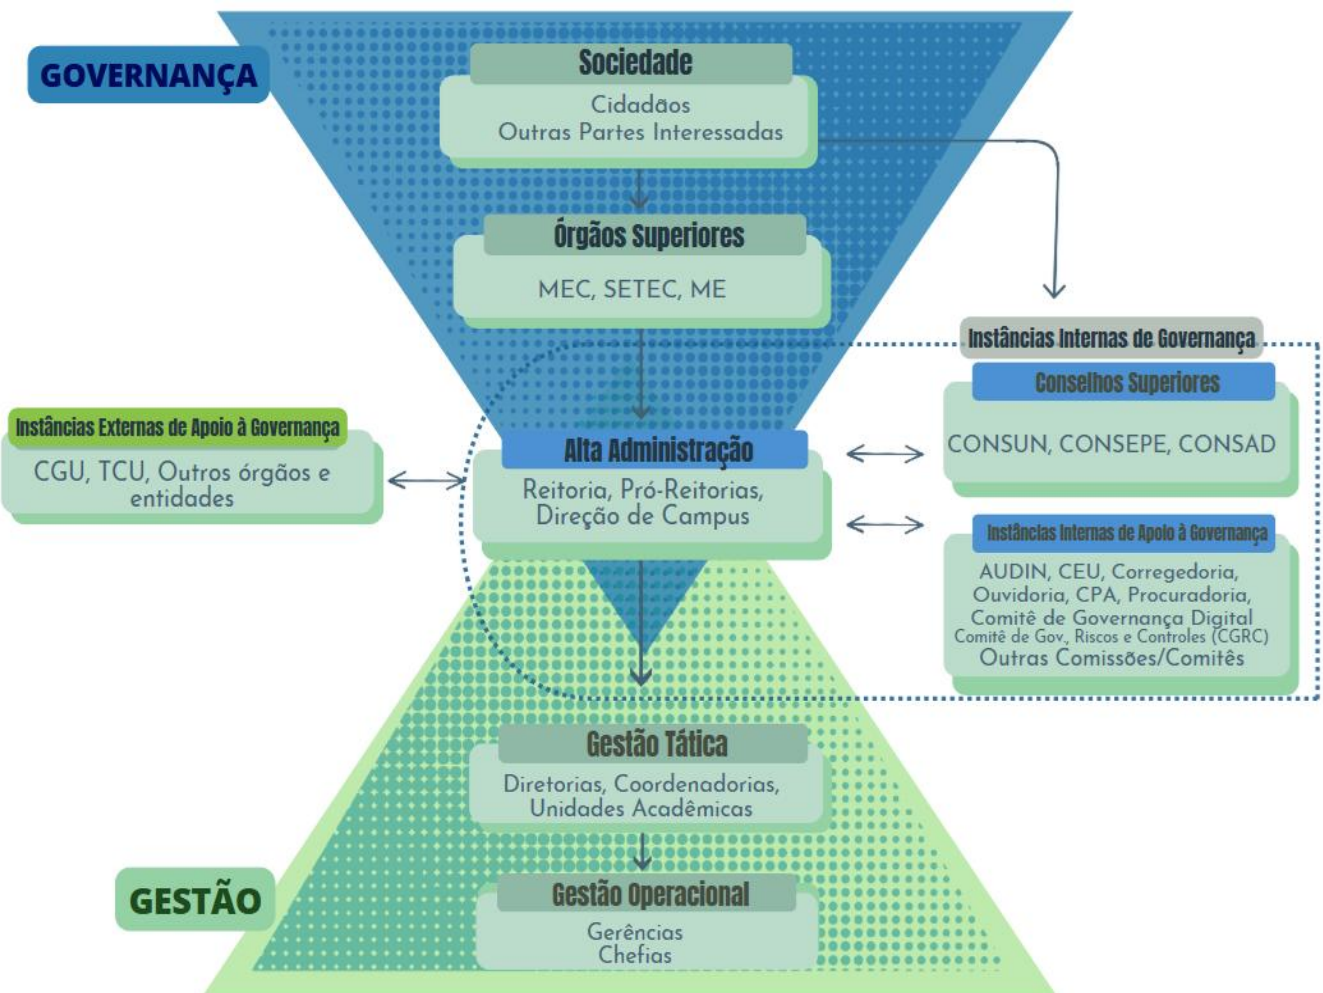 GOVERNANÇA
Sociedade
Cidadãos
Outras Partes Interessadas
Órgãos Superiores
MEC, SETEC, ME
Instâncias Internas de Governança
Conselhos Superiores
CONSUN, CONSEPE, CONSAD
Instâncias Externas de Apoio à Governança
CGU, TCU, Outros órgãos e
entidades
Alta Administração
Reitoria, Pró-Reitorias,
Direção de Campus
Instâncias Internas de Apoio à Governança
AUDIN, CEU, Corregedoria,
Ouvidoria, CPA, Procuradoria,
Comitê de Governança Digital
Comitê de Gov., Riscos e Controles (CGRC)
Outras Comissões/Comitês
Gestão Tática
Diretorias, Coordenadorias,
Unidades Acadêmicas
GESTÃO
Gestão Operacional
Gerências
Chefias